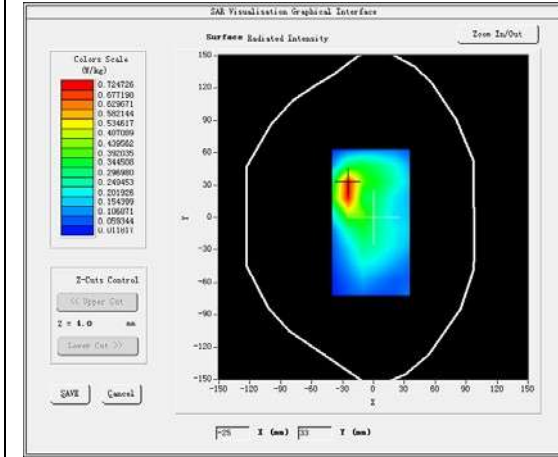 SAR Visualisation Graphical Interface
Surface Radiated Intensity
Zoom In/Out
Colors Scale
(W/kg)
0.724726
0.677198
0.629671
0.582144
0.534617
0.487089
0.439562
0.392035
0.344508
0.296980
0.249453
0.201926
0.154399
0.106871
0.059344
0.011817
150
120
90
60
30
0
-30
-60
-90
-120
-150
Y
-150 -120 -90 -60 -30 0 30 60 90 120 150
X
Z-Cuts Control
<< Upper Cut
Z = 4.0 mm
Lower Cut >>
SAVE Cancel
-25 X (mm) 33 Y (mm)